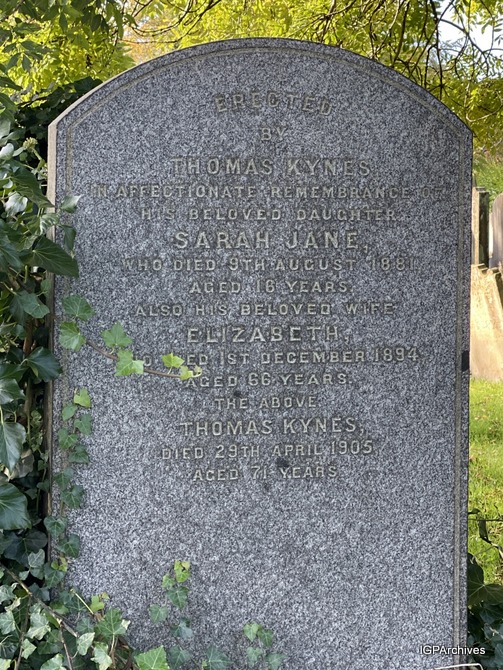 ERECTED
BY
THOMAS KYNES
IN AFFECTIONATE REMEMBRANCE OF
HIS BELOVED DAUGHTER
SARAH JANE,
WHO DIED 9TH AUGUST 1881
AGED 16 YEARS.
ALSO HIS BELOVED WIFE
ELIZABETH,
DIED 1ST DECEMBER 1894.
AGED 66 YEARS.
THE ABOVE
THOMAS KYNES,
DIED 29TH APRIL 1905,
AGED 71 YEARS.
IGPArchives